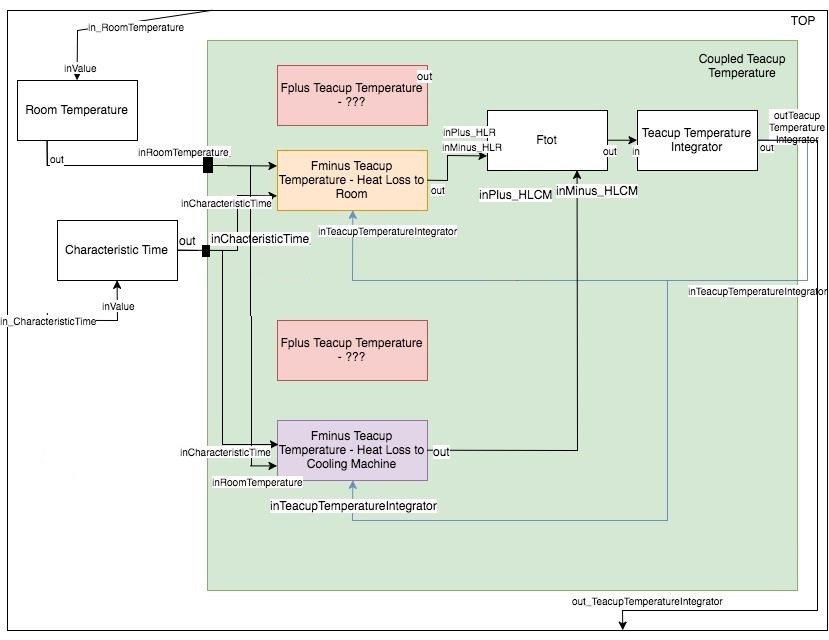 TOP
in_RoomTemperature
Coupled Teacup
Temperature
inValue
out
Fplus Teacup Temperature
- ???
Room Temperature
outTeacup
Temperature
Integrator
inPlus_HLR
inMinus_HLR
Ftot
Teacup Temperature
Integrator
out
in
out
out
inRoomTemperature
Fminus Teacup
Temperature - Heat Loss to
Room
out
inCharacteristicTime
inPlus_HLCM
inMinus_HLCM
Characteristic Time
out
inChacteristicTime
inTeacupTemperatureIntegrator
inTeacupTemperatureIntegrator
inValue
in_CharacteristicTime
Fplus Teacup Temperature
- ???
Fminus Teacup
Temperature - Heat Loss to
Cooling Machine
out
inCharacteristicTime
inRoomTemperature
inTeacupTemperatureIntegrator
out_TeacupTemperatureIntegrator